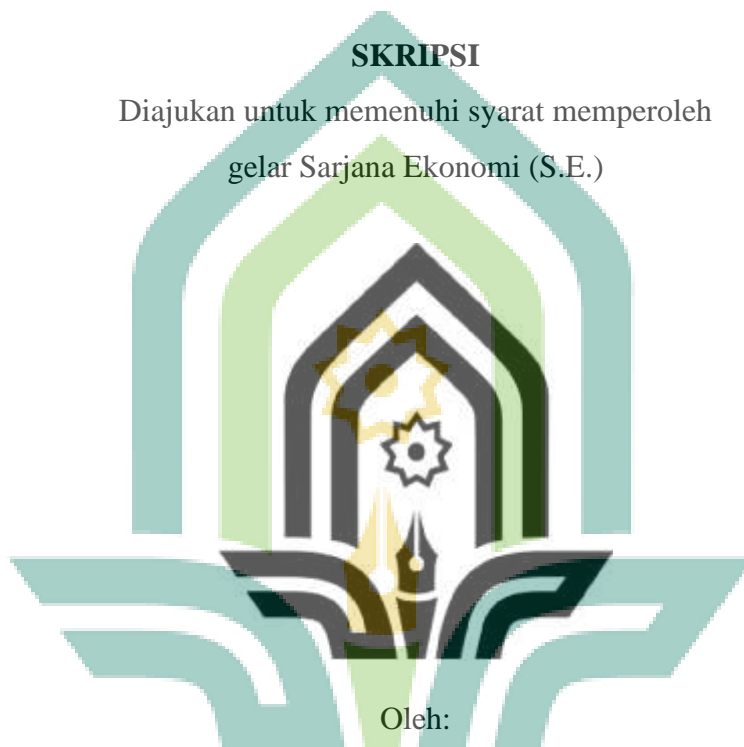 SKRIPSI
Diajukan untuk memenuhi syarat memperoleh
gelar Sarjana Ekonomi (S.E.)
Oleh: